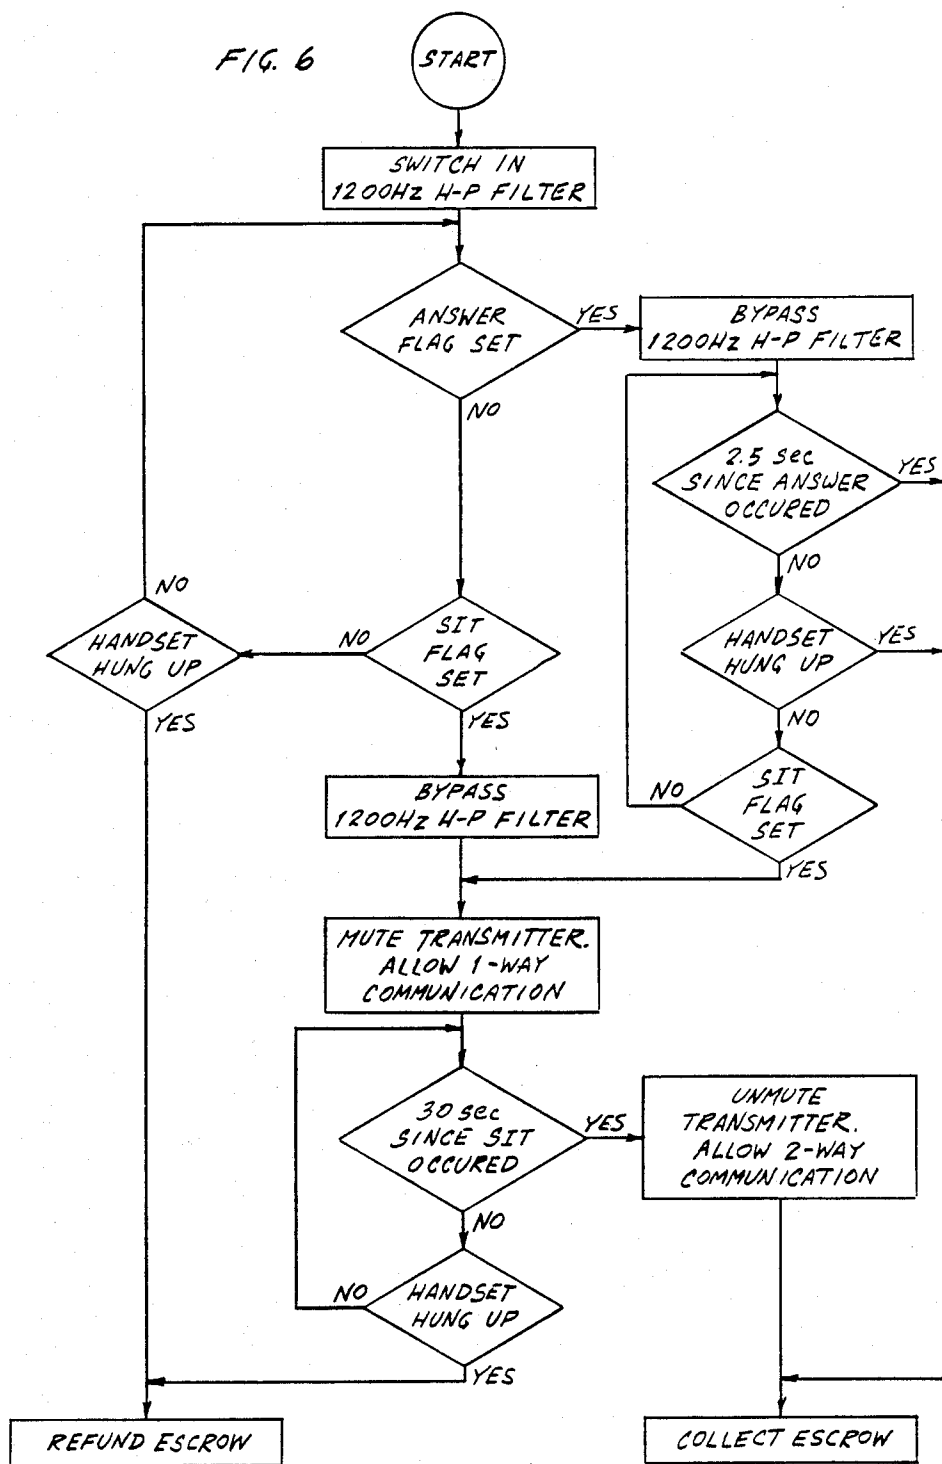 FIG. 6
START
SWITCH IN
1200Hz H-P FILTER
ANSWER
FLAG SET
YES
BYPASS
1200Hz H-P FILTER
NO
2.5 sec
SINCE ANSWER
OCCURED
YES
NO
NO
HANDSET
HUNG UP
NO
SIT
FLAG
SET
HANDSET
HUNG UP
YES
YES
YES
NO
BYPASS
1200Hz H-P FILTER
NO
SIT
FLAG
SET
YES
MUTE TRANSMITTER.
ALLOW 1-WAY
COMMUNICATION
30 sec
SINCE SIT
OCCURED
YES
UNMUTE
TRANSMITTER.
ALLOW 2-WAY
COMMUNICATION
NO
NO
HANDSET
HUNG UP
YES
REFUND ESCROW
COLLECT ESCROW